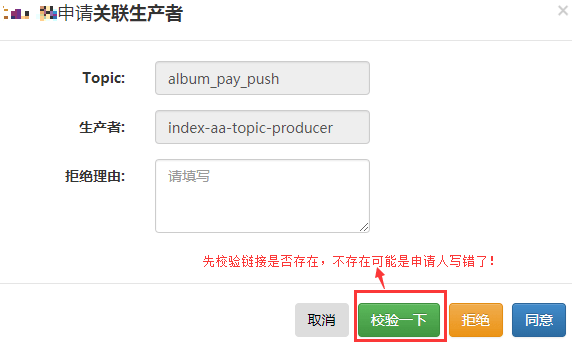 申请关联生产者 ×
Topic: album_pay_push
生产者: index-aa-topic-producer
拒绝理由: 请填写
先校验链接是否存在，不存在可能是申请人写错了!
取消 校验一下 拒绝 同意